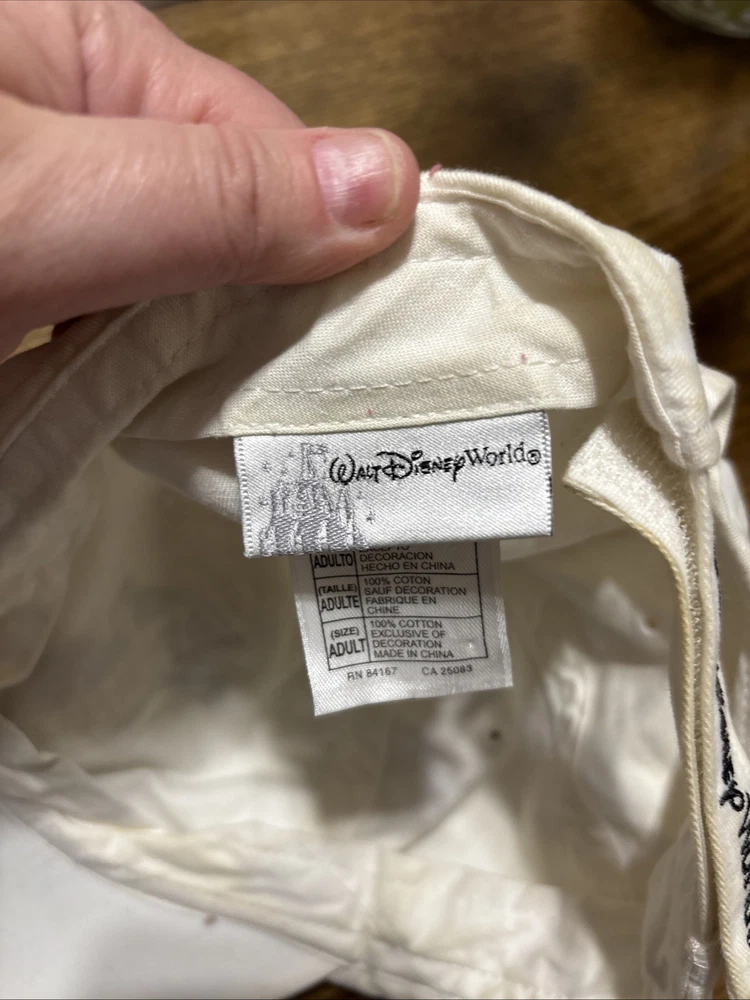 Walt Disney World®
ADULTO
DECORACION
HECHO EN CHINA
(TAILLE)
ADULTE
100% COTON
SAUF DECORATION
FABRIQUE EN
CHINE
(SIZE)
ADULT
100% COTTON
EXCLUSIVE OF
DECORATION
MADE IN CHINA
RN 84167 CA 25083